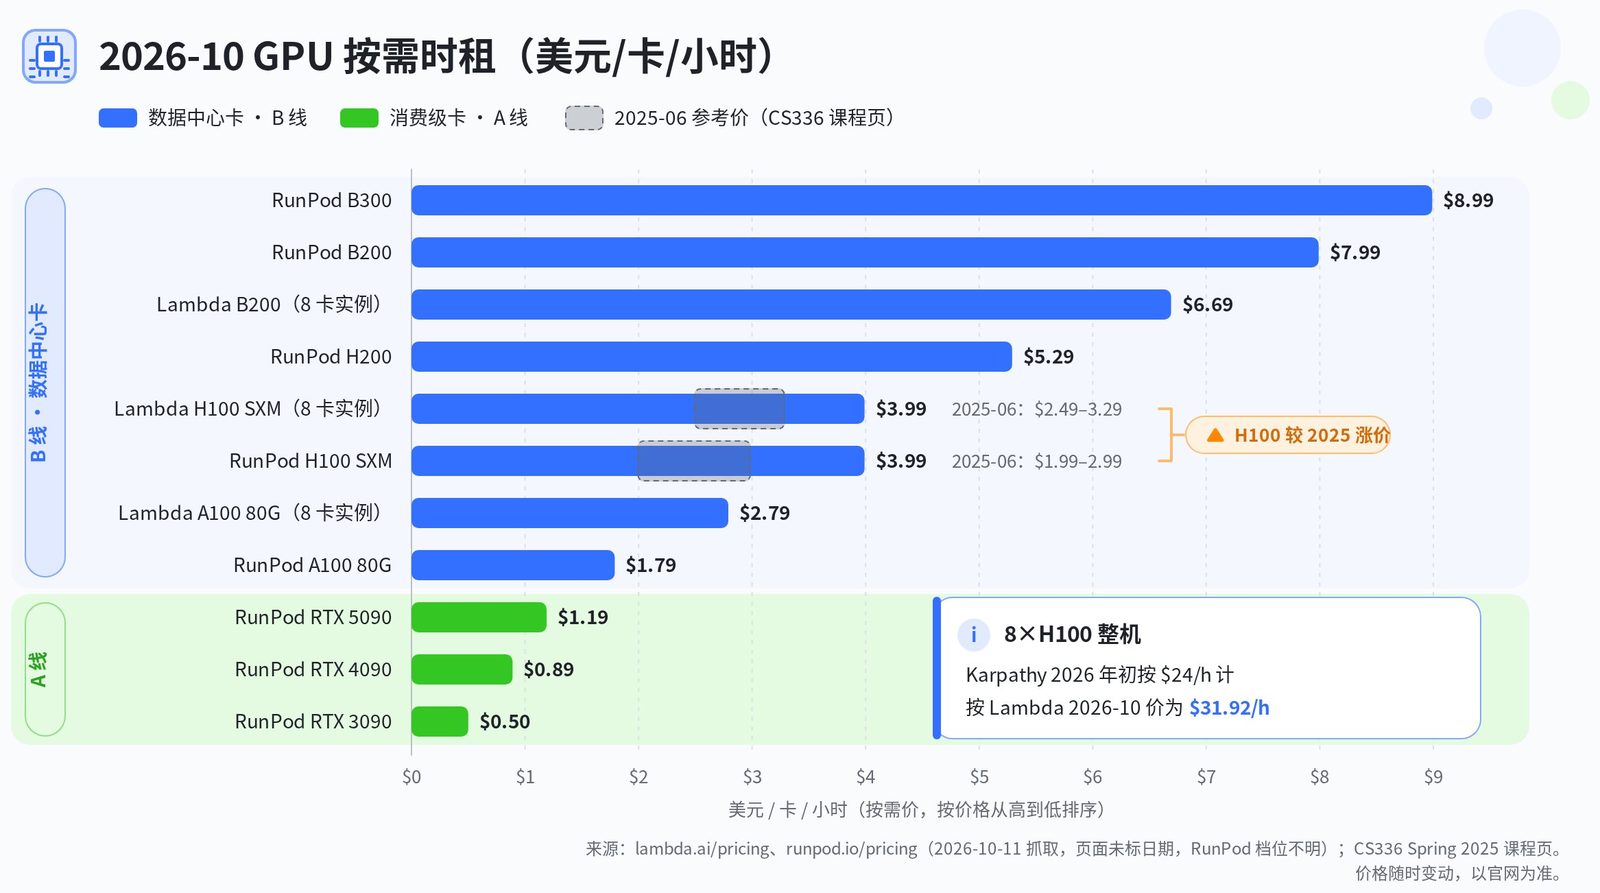 2026-10 GPU 按需时租（美元/卡/小时）
数据中心卡 · B 线
消费级卡 · A 线
2025-06 参考价（CS336 课程页）
B 线 · 数据中心卡
RunPod B300
$8.99
RunPod B200
$7.99
Lambda B200（8 卡实例）
$6.69
RunPod H200
$5.29
Lambda H100 SXM（8 卡实例）
$3.99
2025-06：$2.49–3.29
H100 较 2025 涨价
RunPod H100 SXM
$3.99
2025-06：$1.99–2.99
Lambda A100 80G（8 卡实例）
$2.79
RunPod A100 80G
$1.79
A 线
RunPod RTX 5090
$1.19
RunPod RTX 4090
$0.89
RunPod RTX 3090
$0.50
i
8×H100 整机
Karpathy 2026 年初按 $24/h 计
按 Lambda 2026-10 价为 $31.92/h
$0
$1
$2
$3
$4
$5
$6
$7
$8
$9
美元 / 卡 / 小时（按需价，按价格从高到低排序）
来源：lambda.ai/pricing、runpod.io/pricing（2026-10-11 抓取，页面未标日期，RunPod 档位不明）；CS336 Spring 2025 课程页。
价格随时变动，以官网为准。